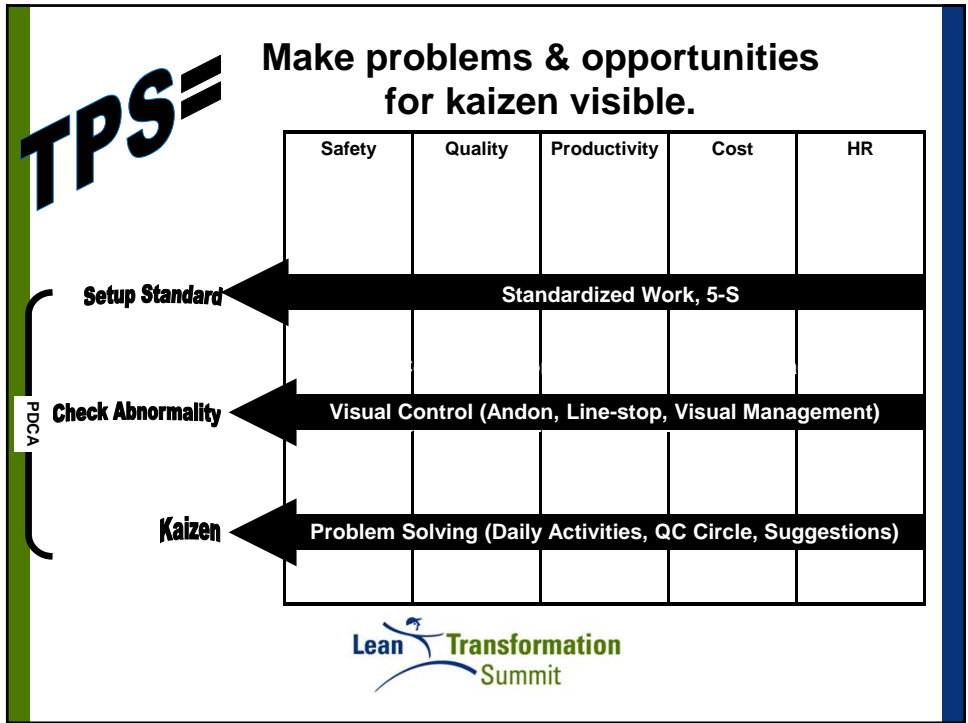 TPS=
Make problems & opportunities
for kaizen visible.
Safety Quality Productivity Cost HR
Setup Standard
Standardized Work, 5-S
PDCA
Check Abnormality
Visual Control (Andon, Line-stop, Visual Management)
Kaizen
Problem Solving (Daily Activities, QC Circle, Suggestions)
Lean Transformation
Summit